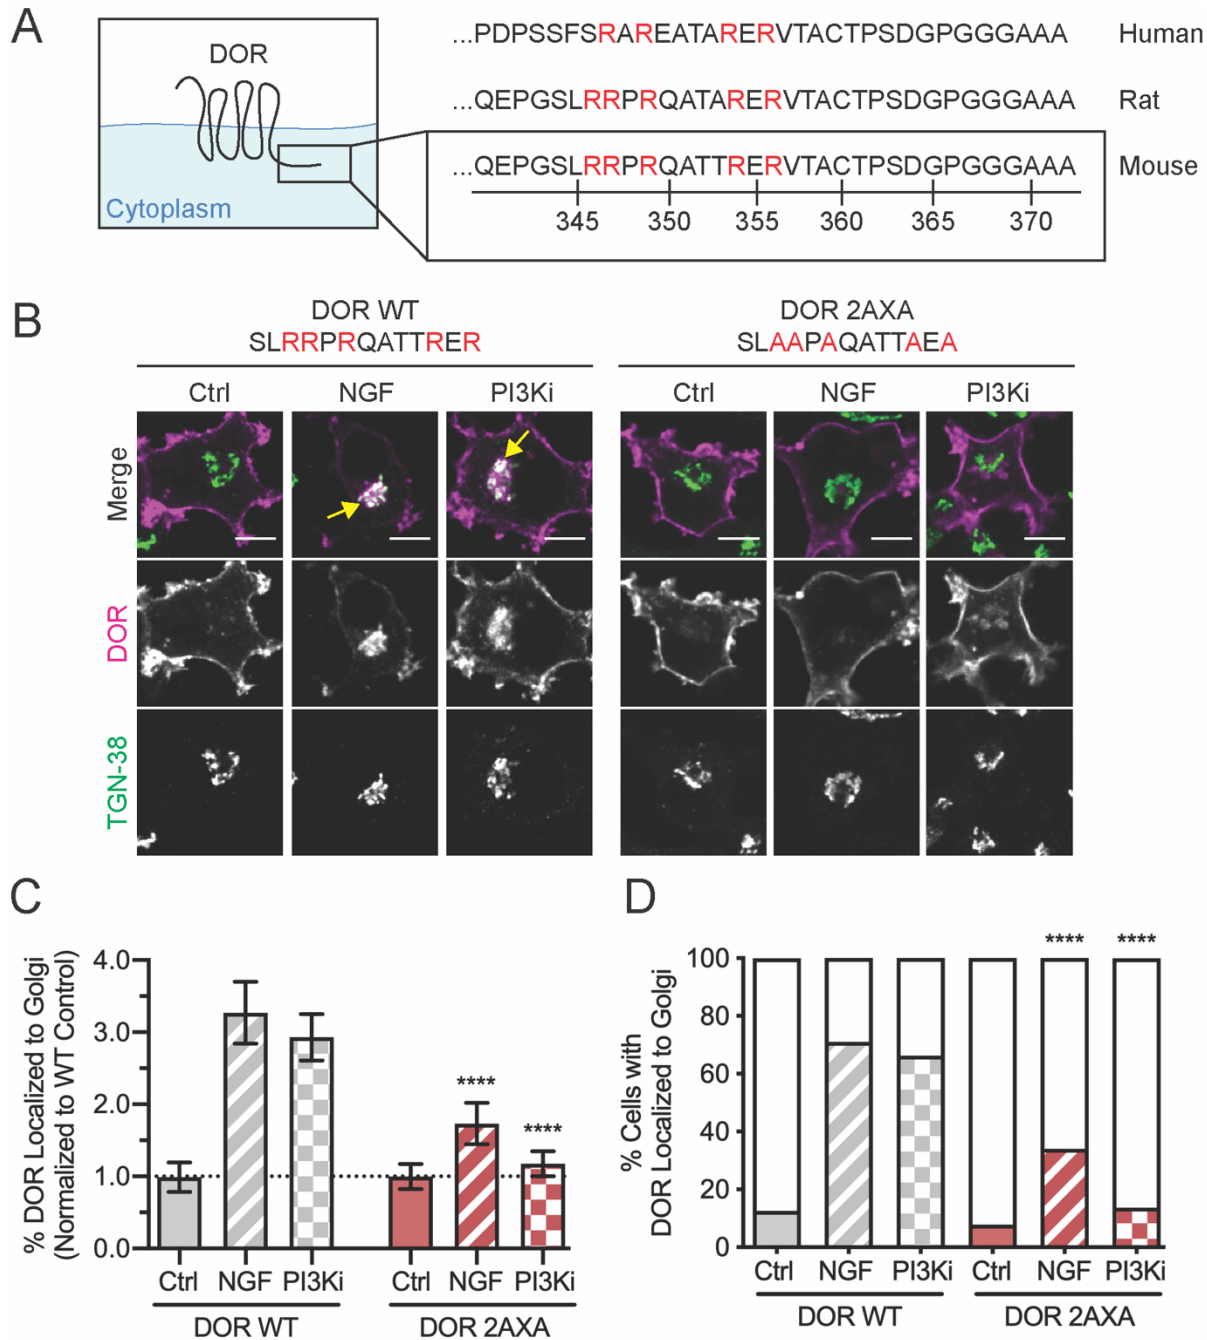 A
DOR
Cytoplasm
...PDPSSFSRAREATARERVTACTPSDGPGGGAAA Human
...QEPGSLRRPRQATARERVTACTPSDGPGGGAAA Rat
...QEPGSLRRPRQATTRERVTACTPSDGPGGGAAA Mouse
345 350 355 360 365 370
B
DOR WT DOR 2AXA
SLRRPRQATTRER SLAAPAQATTAEA
Ctrl NGF PI3Ki Ctrl NGF PI3Ki
Merge
DOR
TGN-38
C
% DOR Localized to Golgi
(Normalized to WT Control)
4.0
3.0
2.0
1.0
0.0
**** ****
Ctrl NGF PI3Ki Ctrl NGF PI3Ki
DOR WT DOR 2AXA
D
% Cells with
DOR Localized to Golgi
100
80
60
40
20
0
**** ****
Ctrl NGF PI3Ki Ctrl NGF PI3Ki
DOR WT DOR 2AXA